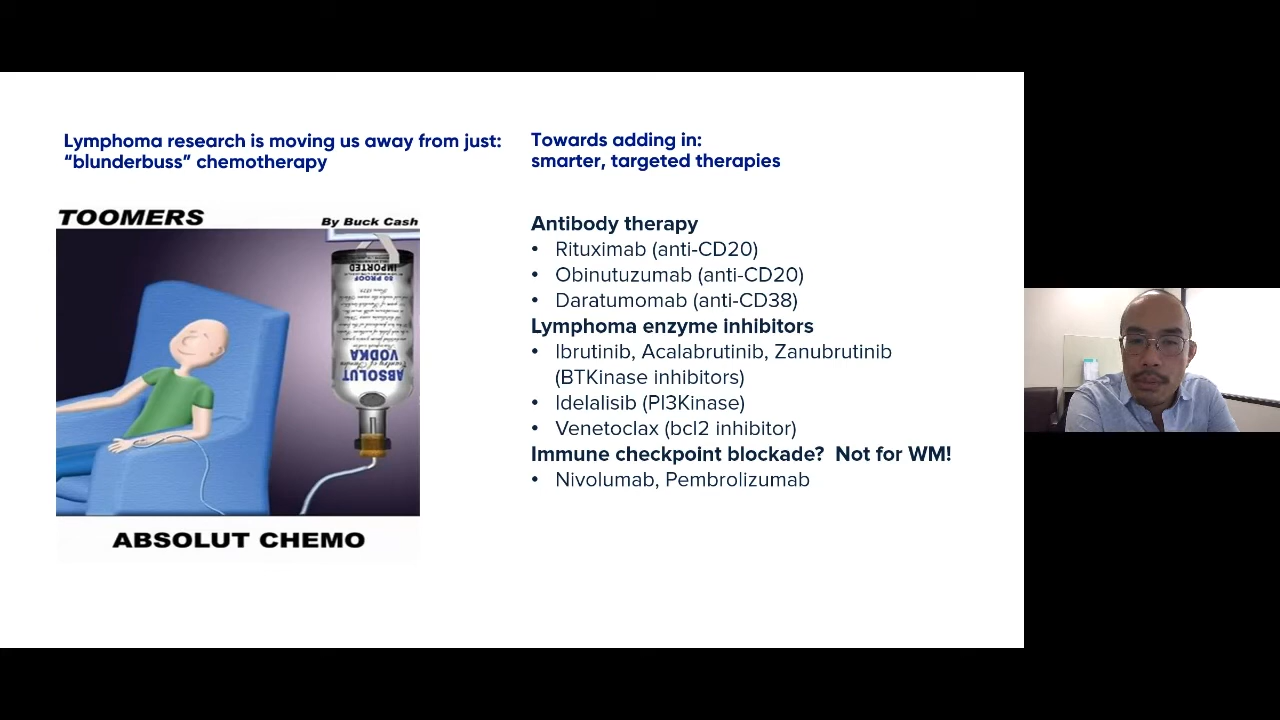 Lymphoma research is moving us away from just:
“blunderbuss” chemotherapy
Towards adding in:
smarter, targeted therapies
TOOMERS
By Buck Cash
IMPORTED
80 PROOF
VODKA
ABSOLUT
ABSOLUT CHEMO
Antibody therapy
• Rituximab (anti-CD20)
• Obinutuzumab (anti-CD20)
• Daratumomab (anti-CD38)
Lymphoma enzyme inhibitors
• Ibrutinib, Acalabrutinib, Zanubrutinib
(BTKinase inhibitors)
• Idelalisib (PI3Kinase)
• Venetoclax (bcl2 inhibitor)
Immune checkpoint blockade? Not for WM!
• Nivolumab, Pembrolizumab